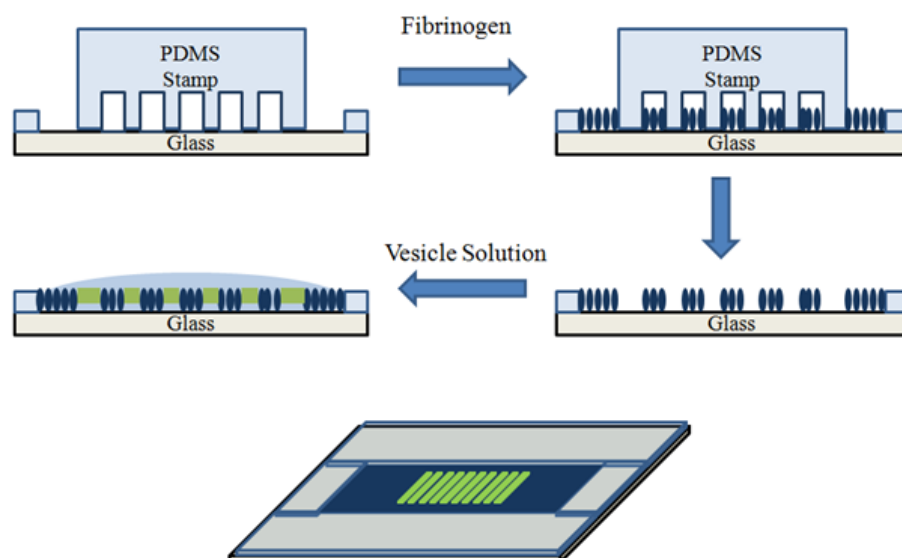 PDMS
Stamp
Glass
Fibrinogen
PDMS
Stamp
Glass
Vesicle Solution
Glass
Glass